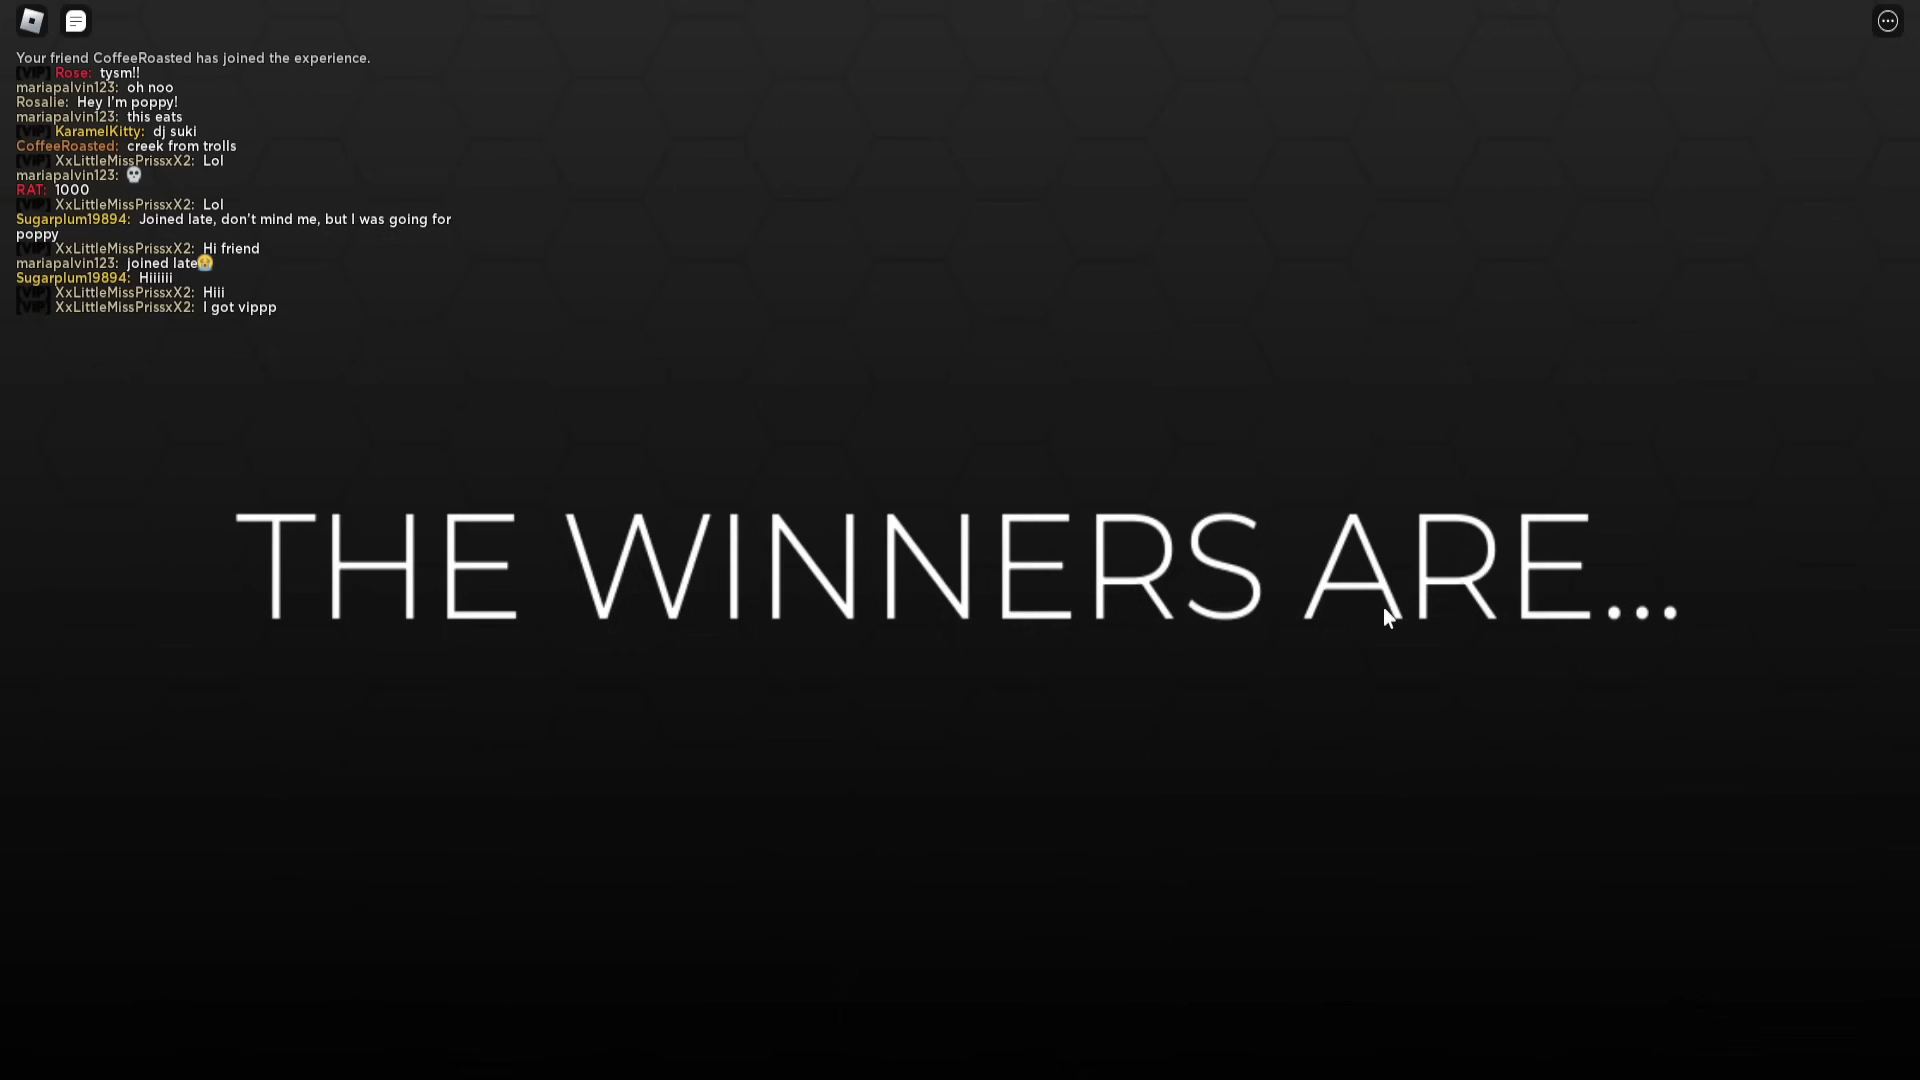 Your friend CoffeeRoasted has joined the experience.
[VIP] Rose: tysm!!
mariapalvin123: oh noo
Rosalie: Hey I'm poppy!
mariapalvin123: this eats
[VIP] KaramelKitty: dj suki
CoffeeRoasted: creek from trolls
[VIP] XxLittleMissPrissxX2: Lol
mariapalvin123: 💀
RAT: 1000
[VIP] XxLittleMissPrissxX2: Lol
Sugarplum19894: Joined late, don't mind me, but I was going for
poppy
[VIP] XxLittleMissPrissxX2: Hi friend
mariapalvin123: joined late😭
Sugarplum19894: Hiiiiii
[VIP] XxLittleMissPrissxX2: Hiii
[VIP] XxLittleMissPrissxX2: I got vippp
THE WINNERS ARE...